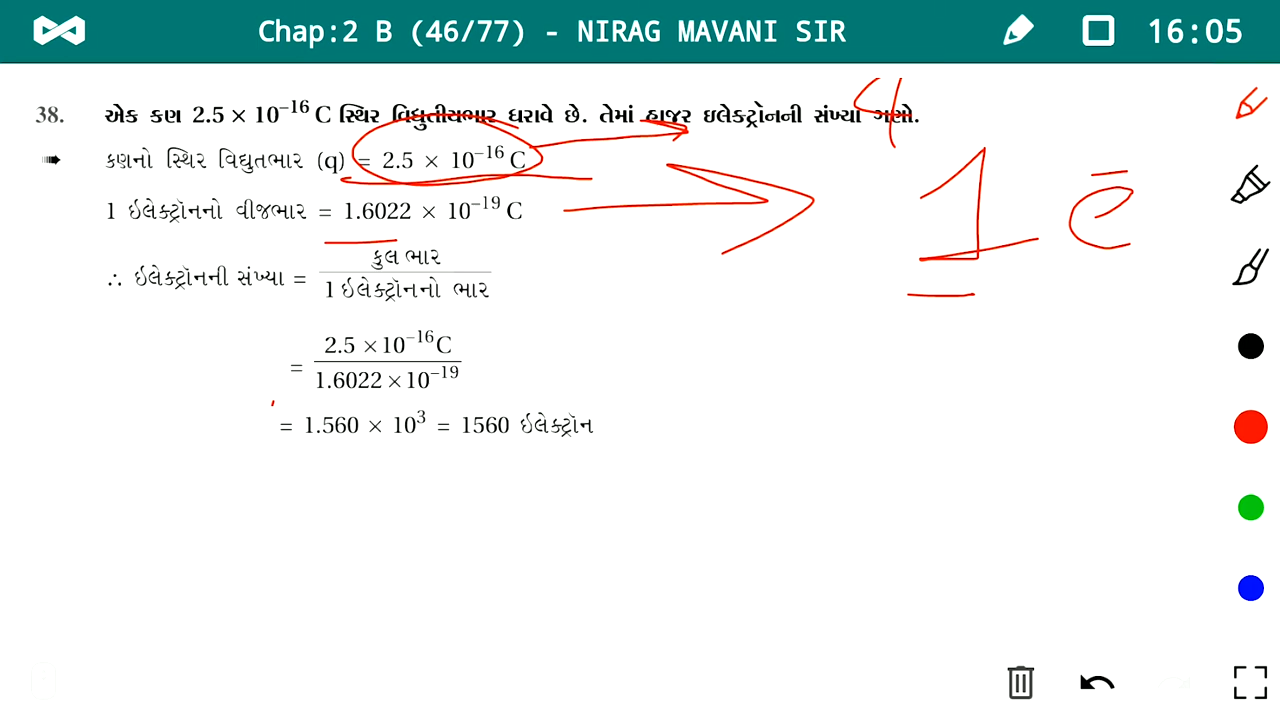 Chap:2 B (46/77) - NIRAG MAVANI SIR 16:05
38. એક કણ 2.5 × 10⁻¹⁶ C સ્થિર વિદ્યુતીયભાર ધરાવે છે. તેમાં હાજર ઇલેક્ટ્રોનની સંખ્યા ગણો.
➠ કણનો સ્થિર વિદ્યુતભાર (q) = 2.5 × 10⁻¹⁶ C
1 ઇલેક્ટ્રૉનનો વીજભાર = 1.6022 × 10⁻¹⁹ C
1 e̅
કુલ ભાર
∴ ઇલેક્ટ્રૉનની સંખ્યા =
1 ઇલેક્ટ્રૉનનો ભાર
2.5 × 10⁻¹⁶ C
=
1.6022 × 10⁻¹⁹
= 1.560 × 10³ = 1560 ઇલેક્ટ્રૉન